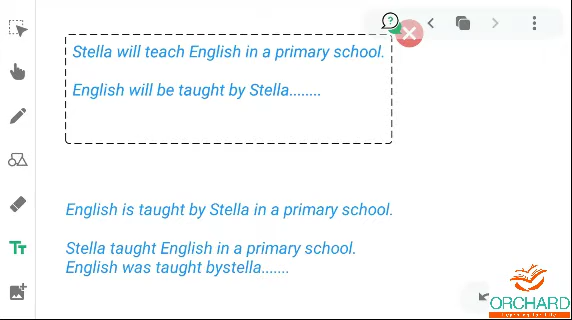 Stella will teach English in a primary school.
English will be taught by Stella........
English is taught by Stella in a primary school.
Stella taught English in a primary school.
English was taught bystella.......
ORCHARD